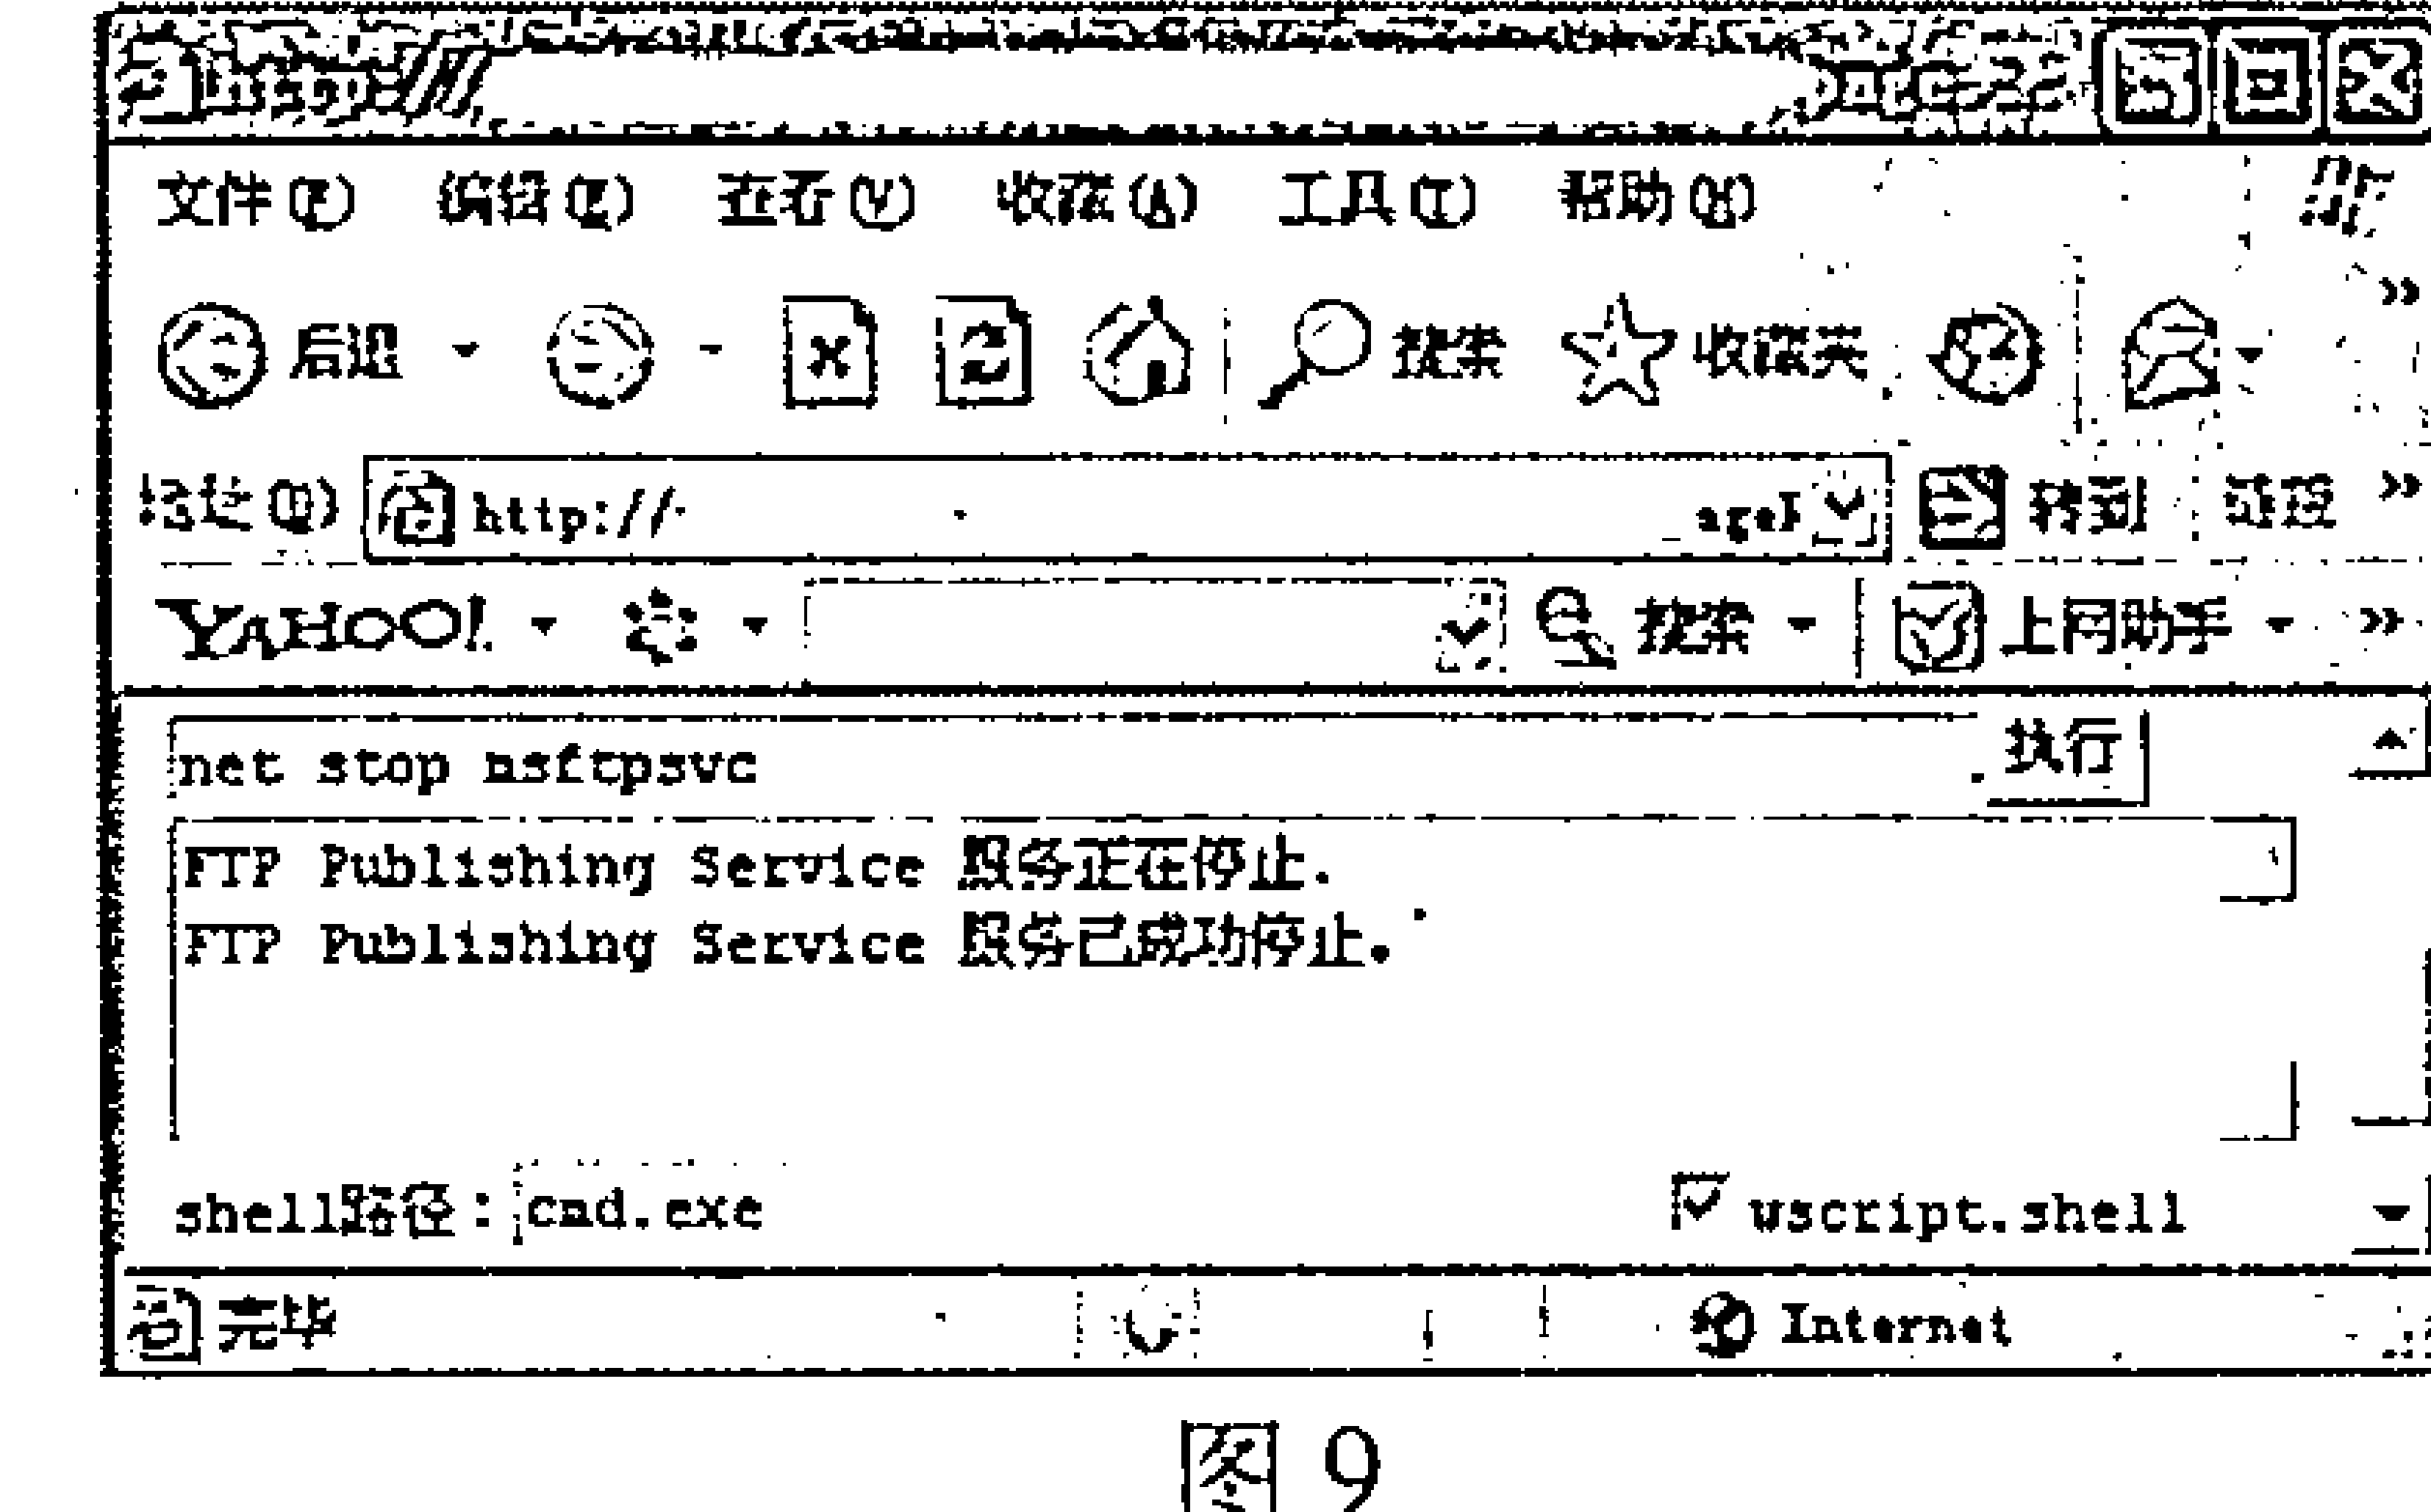 http://
文件(F) 编辑(E) 查看(V) 收藏(A) 工具(T) 帮助(H)
后退 搜索 收藏夹
地址(D) http:// 转到 链接 »
YAHOO! 搜索 上网助手 »
net stop msftpsvc 执行
FTP Publishing Service 服务正在停止.
FTP Publishing Service 服务已成功停止。
shell路径: cmd.exe wscript.shell
完毕 Internet
图 9